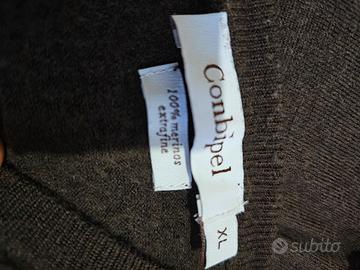 Conbipel
100% merinos
extrafine
XL
subito